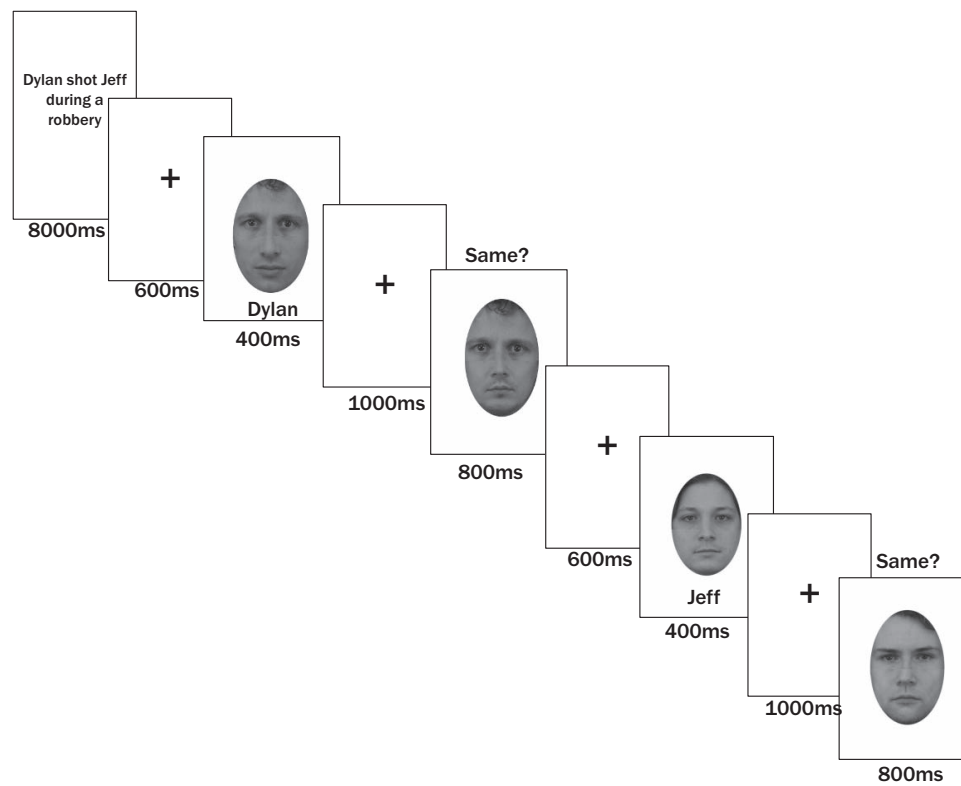 Dylan shot Jeff
during a
robbery
8000ms
+
600ms
Dylan
400ms
+
1000ms
Same?
800ms
+
600ms
Jeff
400ms
+
1000ms
Same?
800ms